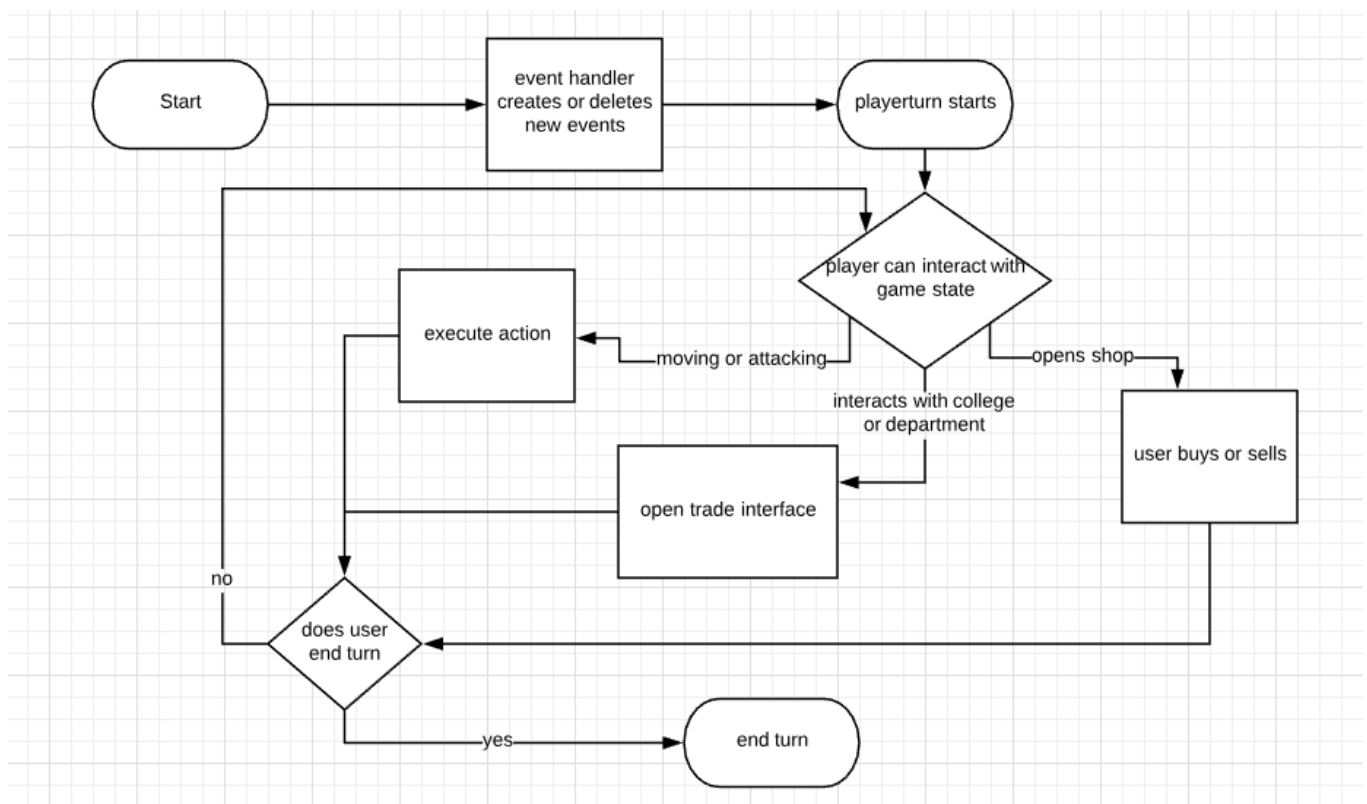 Start
event handler
creates or deletes
new events
playerturn starts
player can interact with
game state
execute action
moving or attacking
opens shop
interacts with college
or department
user buys or sells
open trade interface
no
does user
end turn
yes
end turn